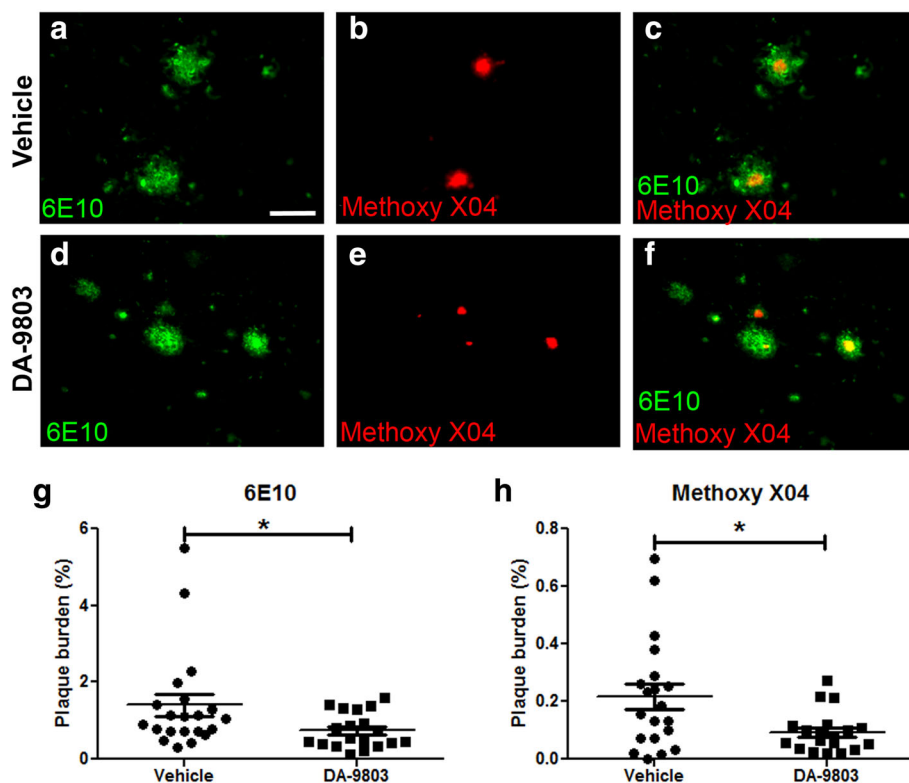 a b c
Vehicle
6E10
Methoxy X04
6E10
Methoxy X04
d e f
DA-9803
6E10
Methoxy X04
6E10
Methoxy X04
g
6E10
*
Plaque burden (%)
6
4
2
0
Vehicle DA-9803
h
Methoxy X04
*
Plaque burden (%)
0.8
0.6
0.4
0.2
0.0
Vehicle DA-9803